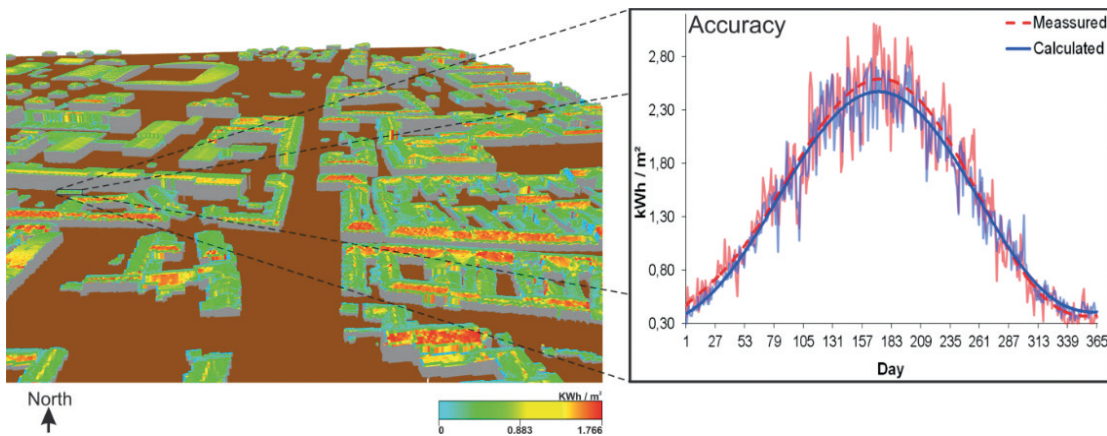 Accuracy
Meassured
Calculated
2,80
2,30
1,80
1,30
0,80
0,30
kWh / m²
1 27 53 79 105 131 157 183 209 235 261 287 313 339 365
Day
North
KWh / m²
0 0.883 1.766